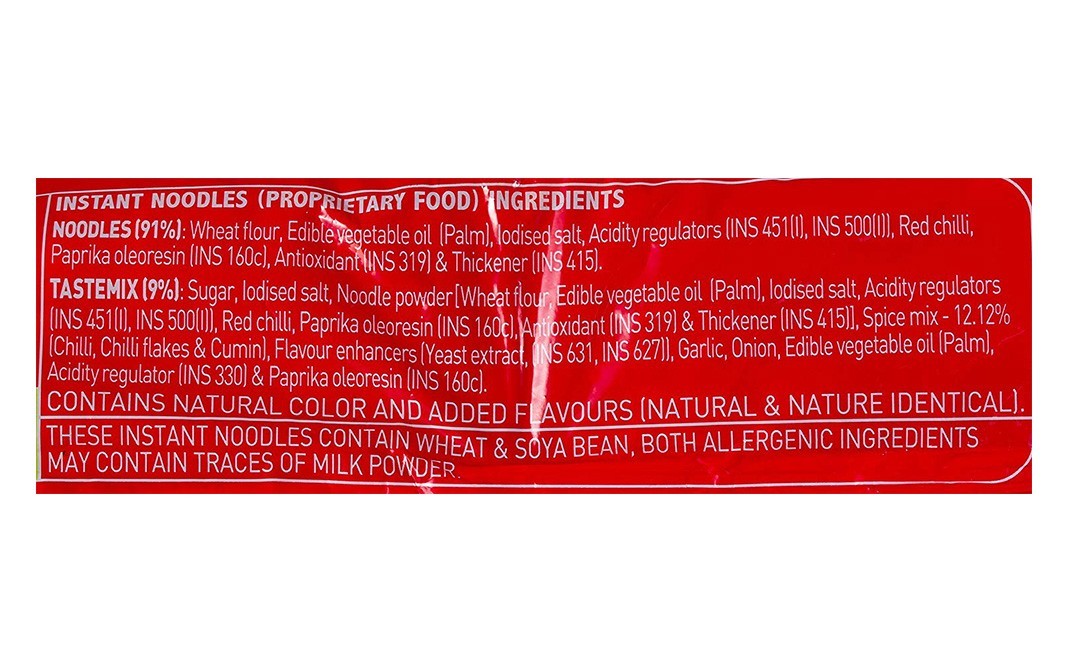 INSTANT NOODLES (PROPRIETARY FOOD) INGREDIENTS
NOODLES (91%): Wheat flour, Edible vegetable oil (Palm), Iodised salt, Acidity regulators (INS 451(I), INS 500(I)), Red chilli,
Paprika oleoresin (INS 160c), Antioxidant (INS 319) & Thickener (INS 415).
TASTEMIX (9%): Sugar, Iodised salt, Noodle powder [Wheat flour, Edible vegetable oil (Palm), Iodised salt, Acidity regulators
(INS 451(I), INS 500(I)), Red chilli, Paprika oleoresin (INS 160c), Antioxidant (INS 319) & Thickener (INS 415)], Spice mix - 12.12%
(Chilli, Chilli flakes & Cumin), Flavour enhancers (Yeast extract, (INS 631, INS 627)), Garlic, Onion, Edible vegetable oil (Palm),
Acidity regulator (INS 330) & Paprika oleoresin (INS 160c).
CONTAINS NATURAL COLOR AND ADDED FLAVOURS (NATURAL & NATURE IDENTICAL).
THESE INSTANT NOODLES CONTAIN WHEAT & SOYA BEAN, BOTH ALLERGENIC INGREDIENTS
MAY CONTAIN TRACES OF MILK POWDER.